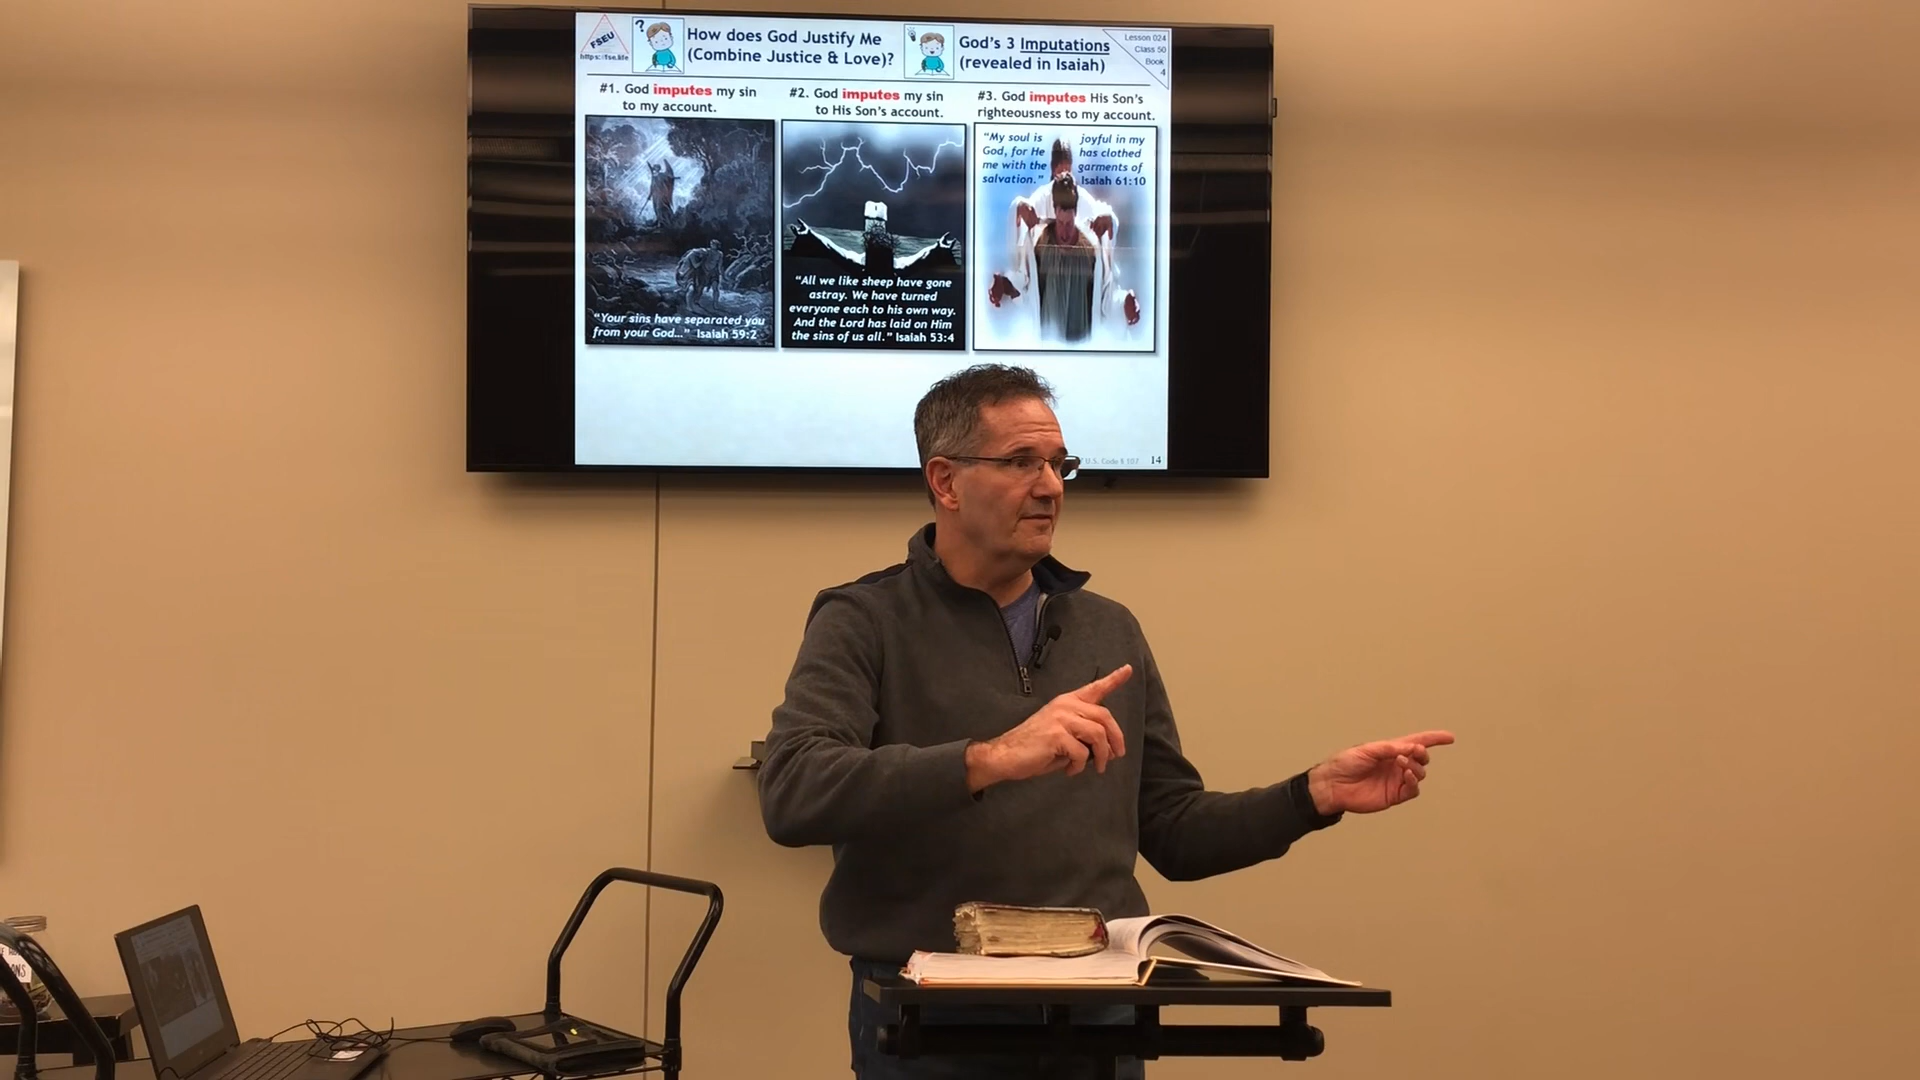 FSEU
https://fse.life
?
How does God Justify Me
(Combine Justice & Love)?
God's 3 Imputations
(revealed in Isaiah)
Lesson 024
Class 50
Book
4
#1. God imputes my sin
to my account.
#2. God imputes my sin
to His Son's account.
#3. God imputes His Son's
righteousness to my account.
"Your sins have separated you
from your God..." Isaiah 59:2
"All we like sheep have gone
astray. We have turned
everyone each to his own way.
And the Lord has laid on Him
the sins of us all." Isaiah 53:4
"My soul is joyful in my
God, for He has clothed
me with the garments of
salvation." Isaiah 61:10
U.S. Code § 107
14